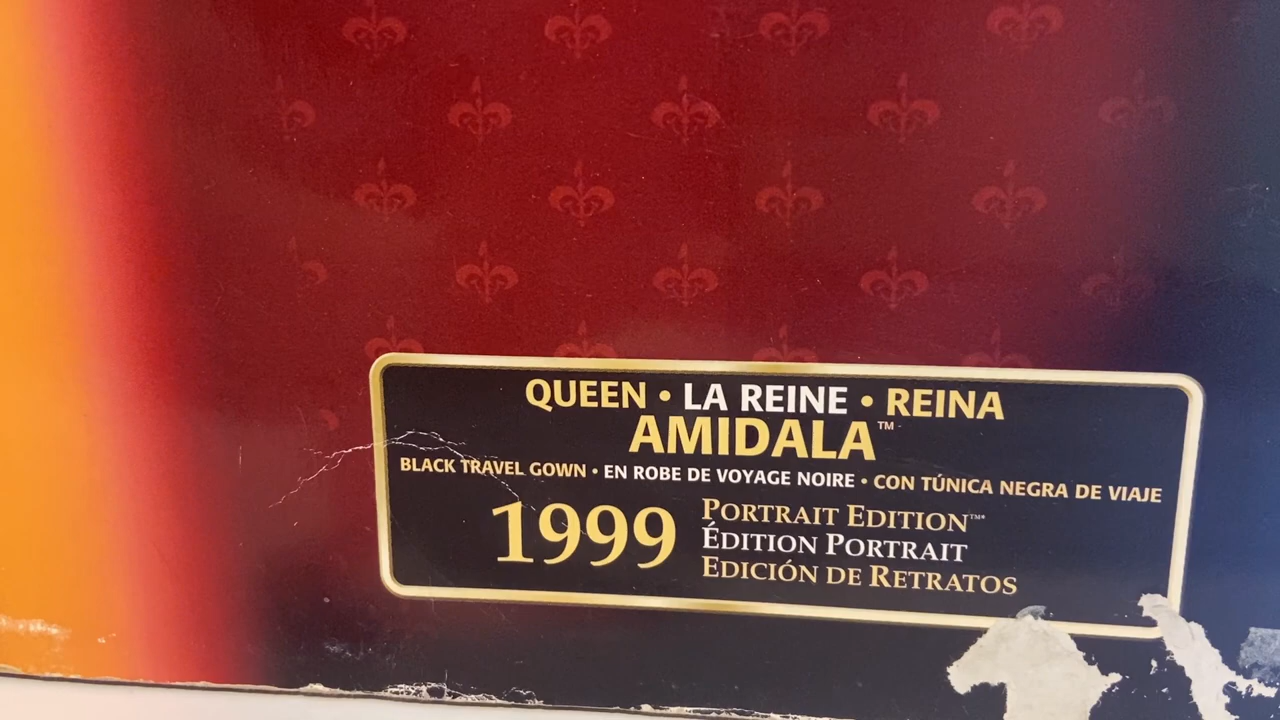 QUEEN • LA REINE • REINA
AMIDALA™
BLACK TRAVEL GOWN • EN ROBE DE VOYAGE NOIRE • CON TÚNICA NEGRA DE VIAJE
1999
PORTRAIT EDITION™*
ÉDITION PORTRAIT
EDICIÓN DE RETRATOS